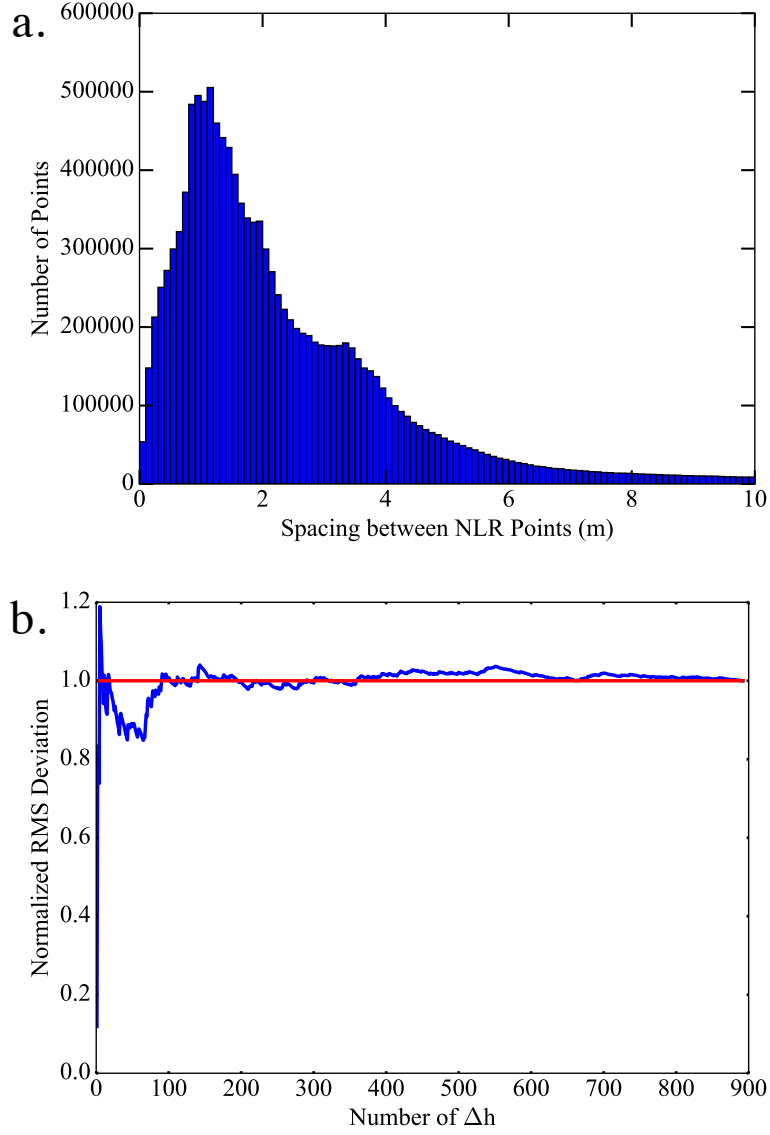 a.
600000
500000
400000
300000
200000
100000
0
Number of Points
0 2 4 6 8 10
Spacing between NLR Points (m)
b.
1.2
1.0
0.8
0.6
0.4
0.2
0.0
Normalized RMS Deviation
0 100 200 300 400 500 600 700 800 900
Number of Δh